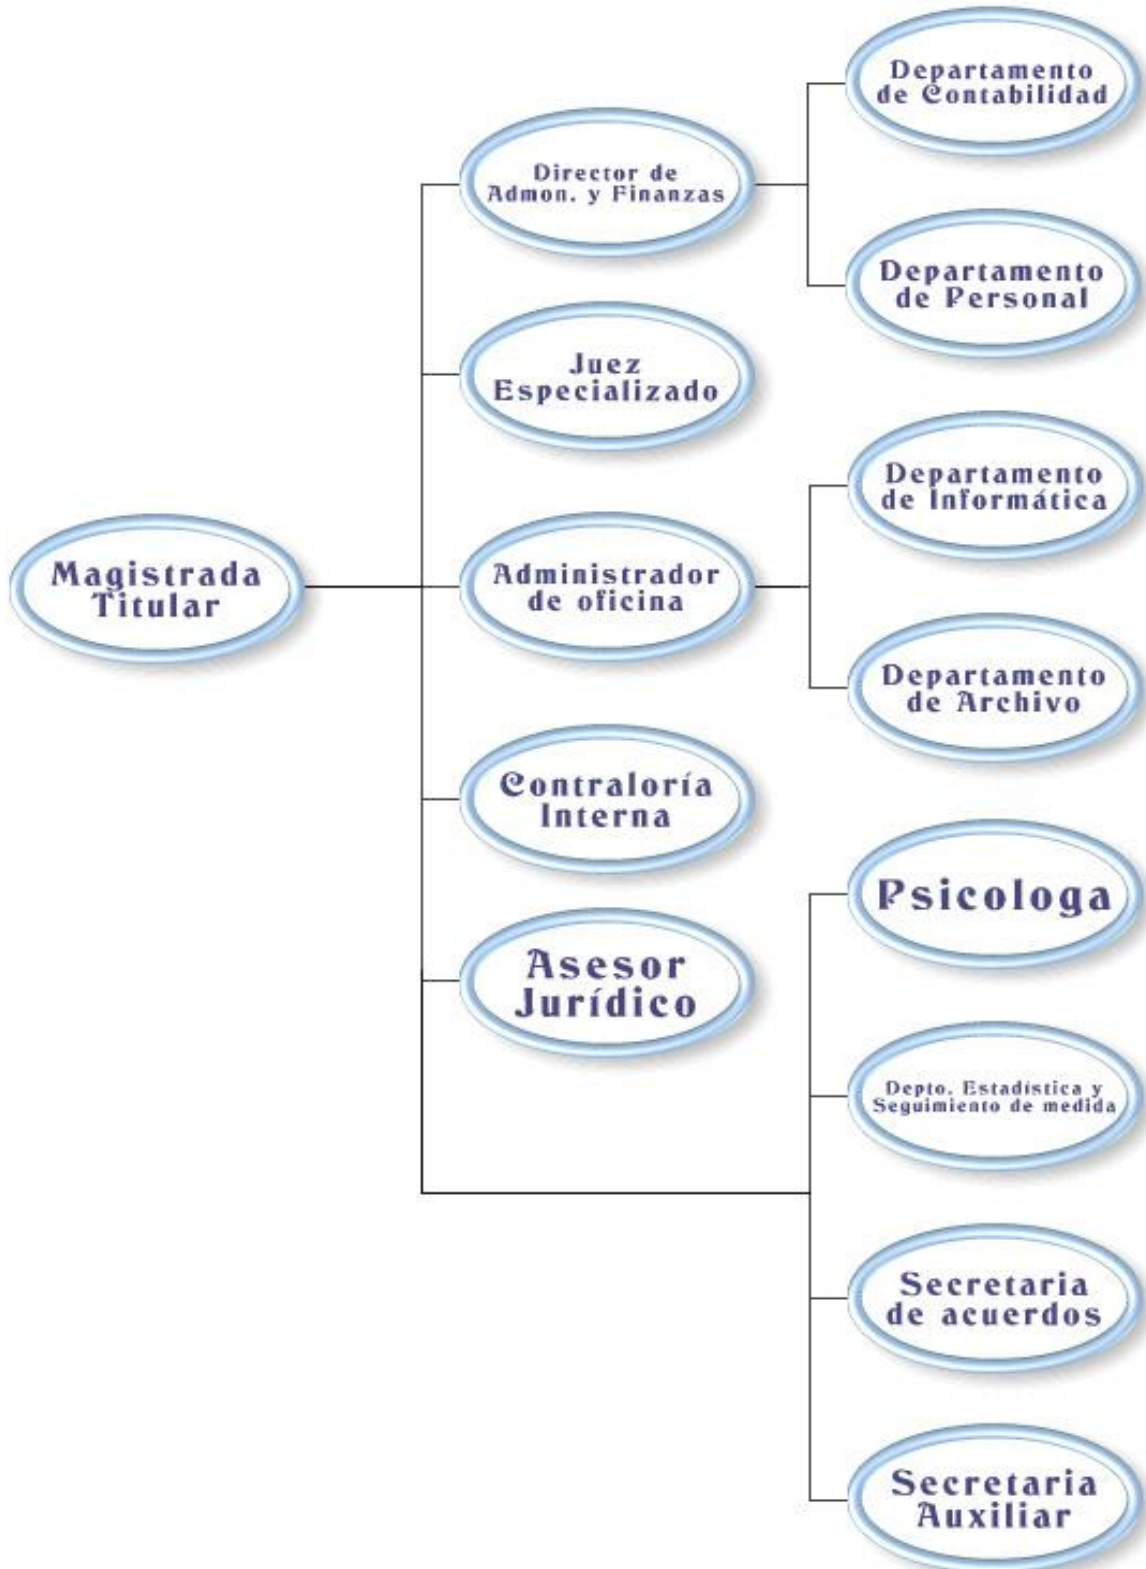 Departamento
de Contabilidad
Director de
Admon. y Finanzas
Departamento
de Personal
Juez
Especializado
Departamento
de Informática
Magistrada
Titular
Administrador
de oficina
Departamento
de Archivo
Contraloría
Interna
Psicologa
Asesor
Jurídico
Depto. Estadística y
Seguimiento de medida
Secretaria
de acuerdos
Secretaria
Auxiliar